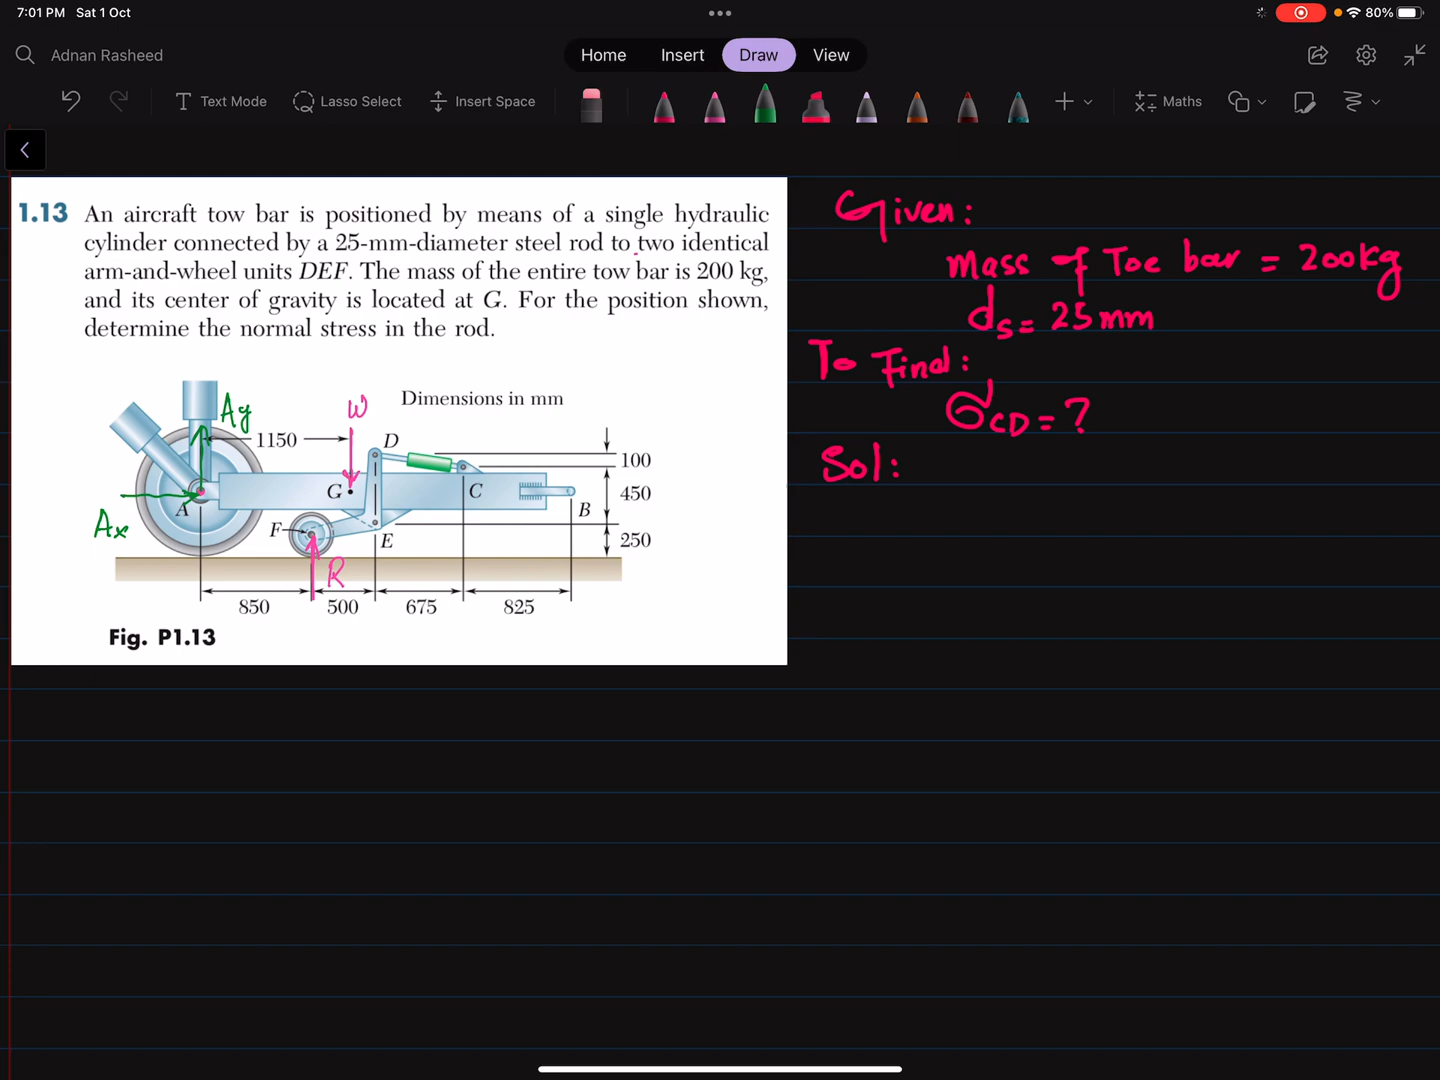 7:01 PM Sat 1 Oct
80%
Adnan Rasheed
Home Insert Draw View
Text Mode Lasso Select Insert Space Maths
1.13 An aircraft tow bar is positioned by means of a single hydraulic
cylinder connected by a 25-mm-diameter steel rod to two identical
arm-and-wheel units DEF. The mass of the entire tow bar is 200 kg,
and its center of gravity is located at G. For the position shown,
determine the normal stress in the rod.
Dimensions in mm
Ay
W
1150
D
100
G
C
450
A
B
Ax
F
E
250
R
850 500 675 825
Fig. P1.13
Given:
mass of Toe bar = 200kg
ds = 25mm
To Find:
σCD = ?
Sol: